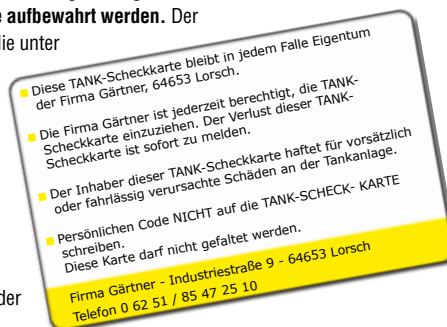 e aufbewahrt werden. Der
die unter
Diese TANK-Scheckkarte bleibt in jedem Falle Eigentum
der Firma Gärtner, 64653 Lorsch.
Die Firma Gärtner ist jederzeit berechtigt, die TANK-
Scheckkarte einzuziehen. Der Verlust dieser TANK-
Scheckkarte ist sofort zu melden.
Der Inhaber dieser TANK-Scheckkarte haftet für vorsätzlich
oder fahrlässig verursachte Schäden an der Tankanlage.
Persönlichen Code NICHT auf die TANK-SCHECK- KARTE
schreiben.
Diese Karte darf nicht gefaltet werden.
Firma Gärtner - Industriestraße 9 - 64653 Lorsch
Telefon 0 62 51 / 85 47 25 10
der